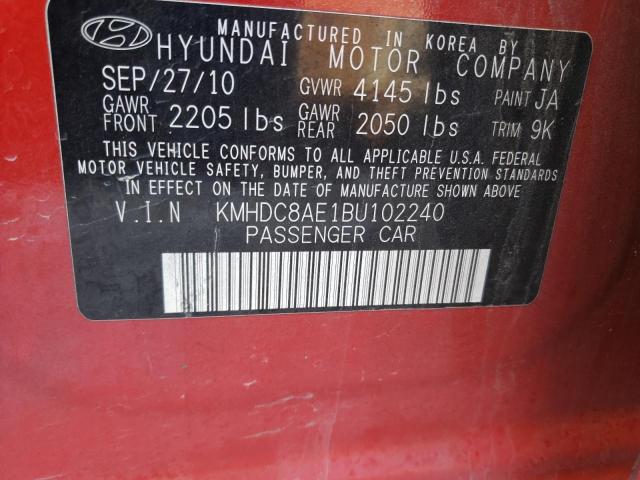 MANUFACTURED IN KOREA BY
HYUNDAI MOTOR COMPANY
SEP/27/10 GVWR 4145 lbs PAINT JA
GAWR FRONT 2205 lbs GAWR REAR 2050 lbs TRIM 9K
THIS VEHICLE CONFORMS TO ALL APPLICABLE U.S.A. FEDERAL
MOTOR VEHICLE SAFETY, BUMPER, AND THEFT PREVENTION STANDARDS
IN EFFECT ON THE DATE OF MANUFACTURE SHOWN ABOVE
V.I.N KMHDC8AE1BU102240
PASSENGER CAR